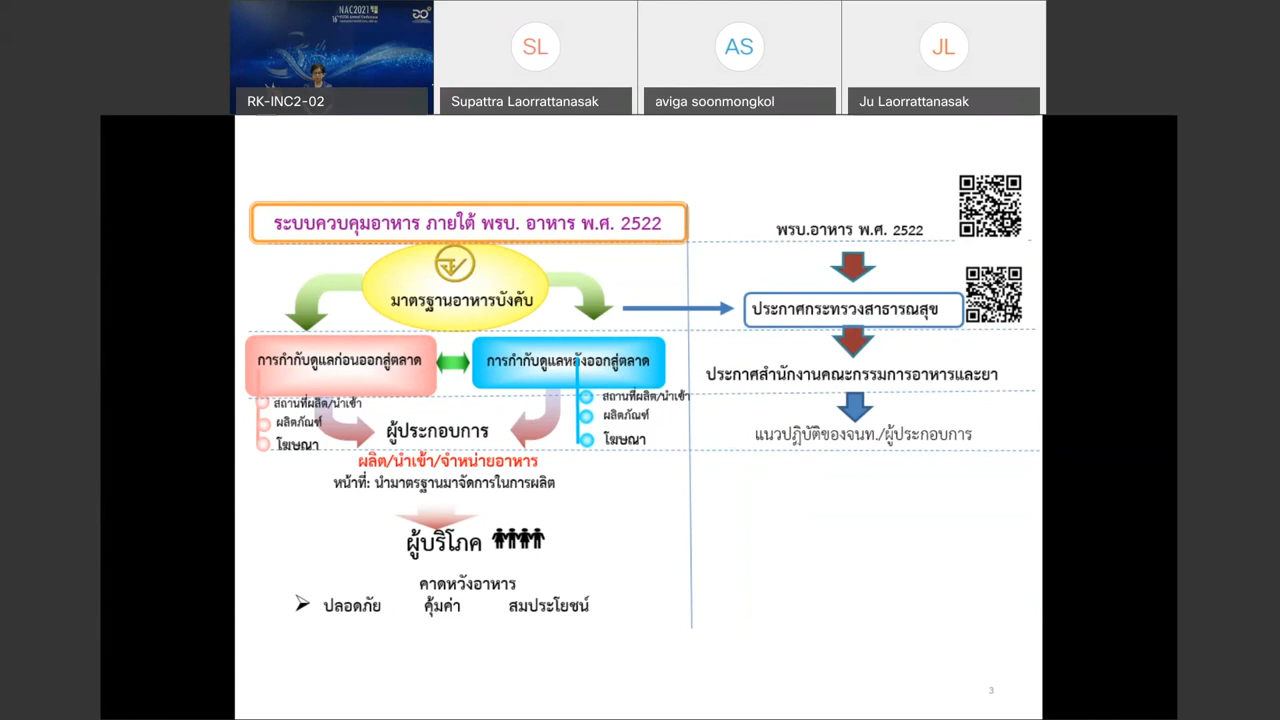 NAC2021
SL
AS
JL
RK-INC2-02
Supattra Laorrattanasak
aviga soonmongkol
Ju Laorrattanasak
ระบบควบคุมอาหาร ภายใต้ พรบ. อาหาร พ.ศ. 2522
มาตรฐานอาหารบังคับ
การกำกับดูแลก่อนออกสู่ตลาด
การกำกับดูแลหลังออกสู่ตลาด
สถานที่ผลิต/นำเข้า
ผลิตภัณฑ์
โฆษณา
สถานที่ผลิต/นำเข้า
ผลิตภัณฑ์
โฆษณา
ผู้ประกอบการ
ผลิต/นำเข้า/จำหน่ายอาหาร
หน้าที่: นำมาตรฐานมาจัดการในการผลิต
ผู้บริโภค
คาดหวังอาหาร
ปลอดภัย คุ้มค่า สมประโยชน์
พรบ.อาหาร พ.ศ. 2522
ประกาศกระทรวงสาธารณสุข
ประกาศสำนักงานคณะกรรมการอาหารและยา
แนวปฏิบัติของจนท./ผู้ประกอบการ
3